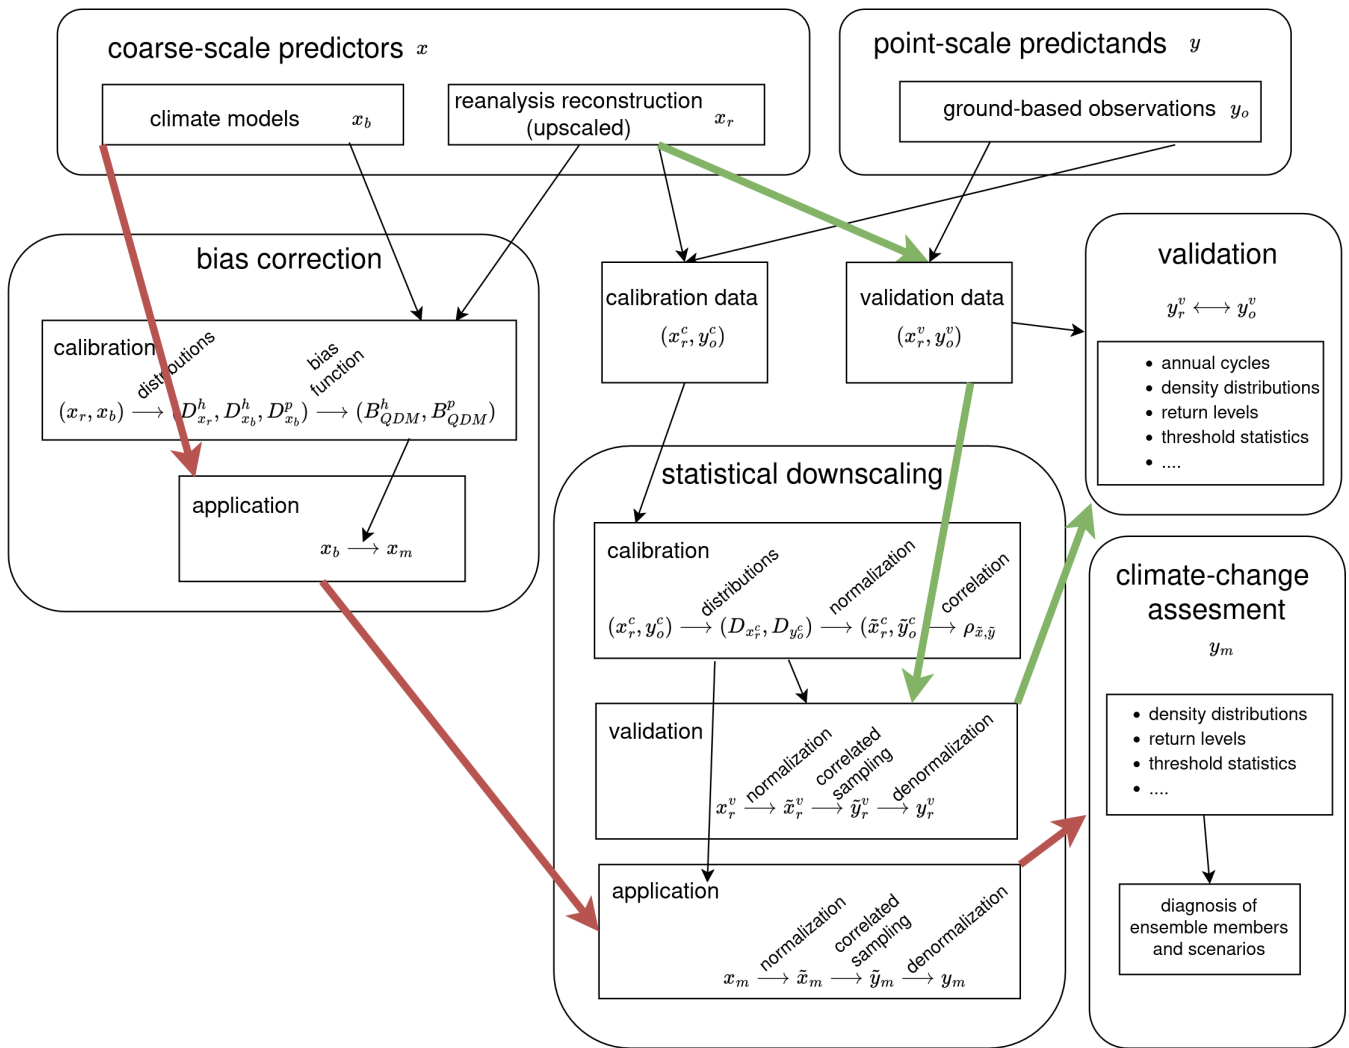 coarse-scale predictors x
climate models x_b
reanalysis reconstruction
(upscaled) x_r
point-scale predictands y
ground-based observations y_o
bias correction
calibration
distributions
bias
function
(x_r, x_b) ⟶ (D^h_{x_r}, D^h_{x_b}, D^p_{x_b}) ⟶ (B^h_{QDM}, B^p_{QDM})
application
x_b ⟶ x_m
calibration data
(x^c_r, y^c_o)
validation data
(x^v_r, y^v_o)
validation
y^v_r ⟷ y^v_o
• annual cycles
• density distributions
• return levels
• threshold statistics
• ....
statistical downscaling
calibration
distributions
normalization
correlation
(x^c_r, y^c_o) ⟶ (D_{x^c_r}, D_{y^c_o}) ⟶ (x̃^c_r, ỹ^c_o ⟶ ρ_{x̃,ỹ}
validation
normalization
correlated
sampling
denormalization
x^v_r ⟶ x̃^v_r ⟶ ỹ^v_r ⟶ y^v_r
application
normalization
correlated
sampling
denormalization
x_m ⟶ x̃_m ⟶ ỹ_m ⟶ y_m
climate-change
assesment
y_m
• density distributions
• return levels
• threshold statistics
• ....
diagnosis of
ensemble members
and scenarios